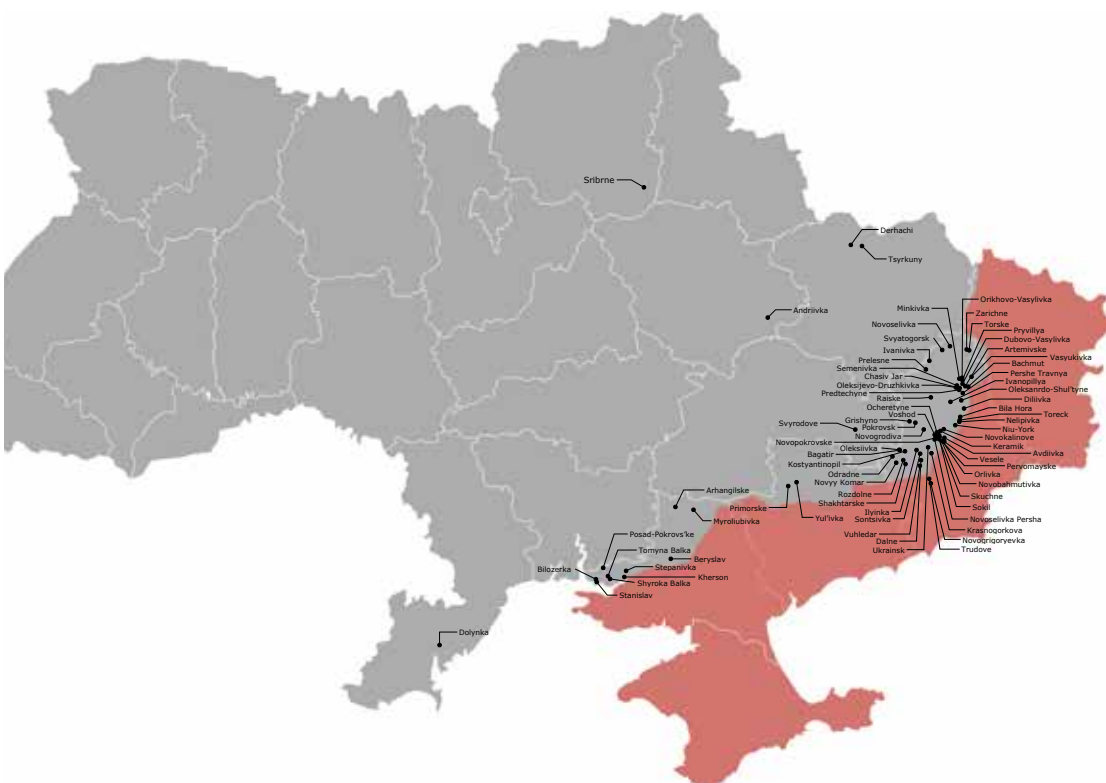 Sribrne
Derhachi
Tsyrkuny
Andriivka
Orikhovo-Vasylivka
Minkivka
Zarichne
Novoselivka
Torske
Pryvillya
Svyatogorsk
Dubovo-Vasylivka
Ivanivka
Artemivske
Vasyukivka
Prelesne
Bachmut
Semenivka
Pershe Travnya
Chasiv Jar
Ivanopillya
Oleksijevo-Druzhkivka
Oleksanrdo-Shul'tyne
Predtechyne
Raiske
Diliivka
Ocheretyne
Bila Hora
Voshod
Toreck
Grishyno
Nelipivka
Svyrodove
Pokrovsk
Niu-York
Novogrodiva
Novokalinove
Novopokrovske
Keramik
Oleksiivka
Avdiivka
Bagatir
Vesele
Kostyantinopil
Pervomayske
Odradne
Orlivka
Novyy Komar
Novobahmutivka
Rozdolne
Arhangilske
Skuchne
Shakhtarske
Primorske
Sokil
Ilyinka
Myroliubivka
Yul'ivka
Sontsivka
Novoselivka Persha
Krasnogorkova
Posad-Pokrovs'ke
Vuhledar
Novogrigoryevka
Dalne
Tomyna Balka
Ukrainsk
Trudove
Beryslav
Bilozerka
Stepanivka
Kherson
Shyroka Balka
Stanislav
Dolynka